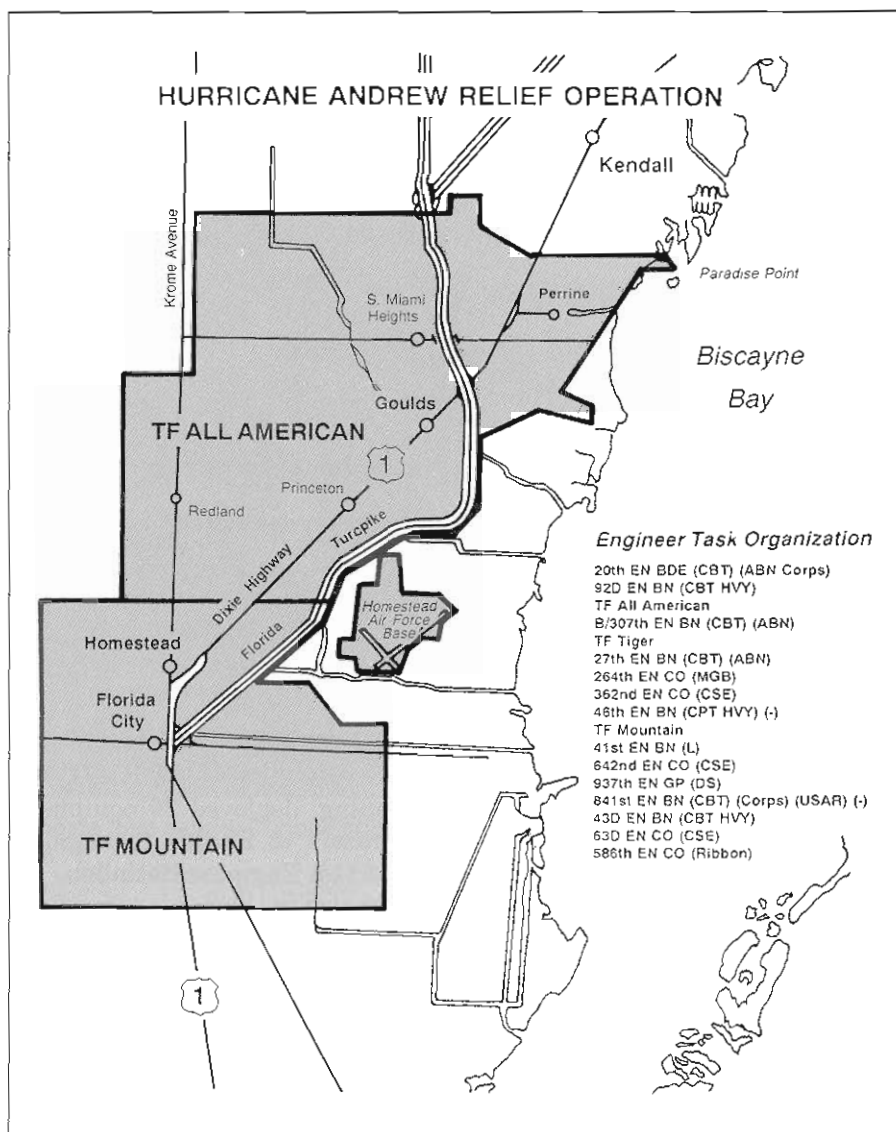 HURRICANE ANDREW RELIEF OPERATION
Kendall
Krome Avenue
Paradise Point
Perrine
S. Miami
Heights
Biscayne
Bay
Goulds
TF ALL AMERICAN
1
Princeton
Redland
Turcpike
Dixie Highway
Florida
Homestead
Air Force
Base
Homestead
Florida
City
TF MOUNTAIN
1
Engineer Task Organization
20th EN BDE (CBT) (ABN Corps)
92D EN BN (CBT HVY)
TF All American
B/307th EN BN (CBT) (ABN)
TF Tiger
27th EN BN (CBT) (ABN)
264th EN CO (MGB)
362nd EN CO (CSE)
46th EN BN (CPT HVY) (-)
TF Mountain
41st EN BN (L)
642nd EN CO (CSE)
937th EN GP (DS)
841st EN BN (CBT) (Corps) (USAR) (-)
43D EN BN (CBT HVY)
63D EN CO (CSE)
586th EN CO (Ribbon)